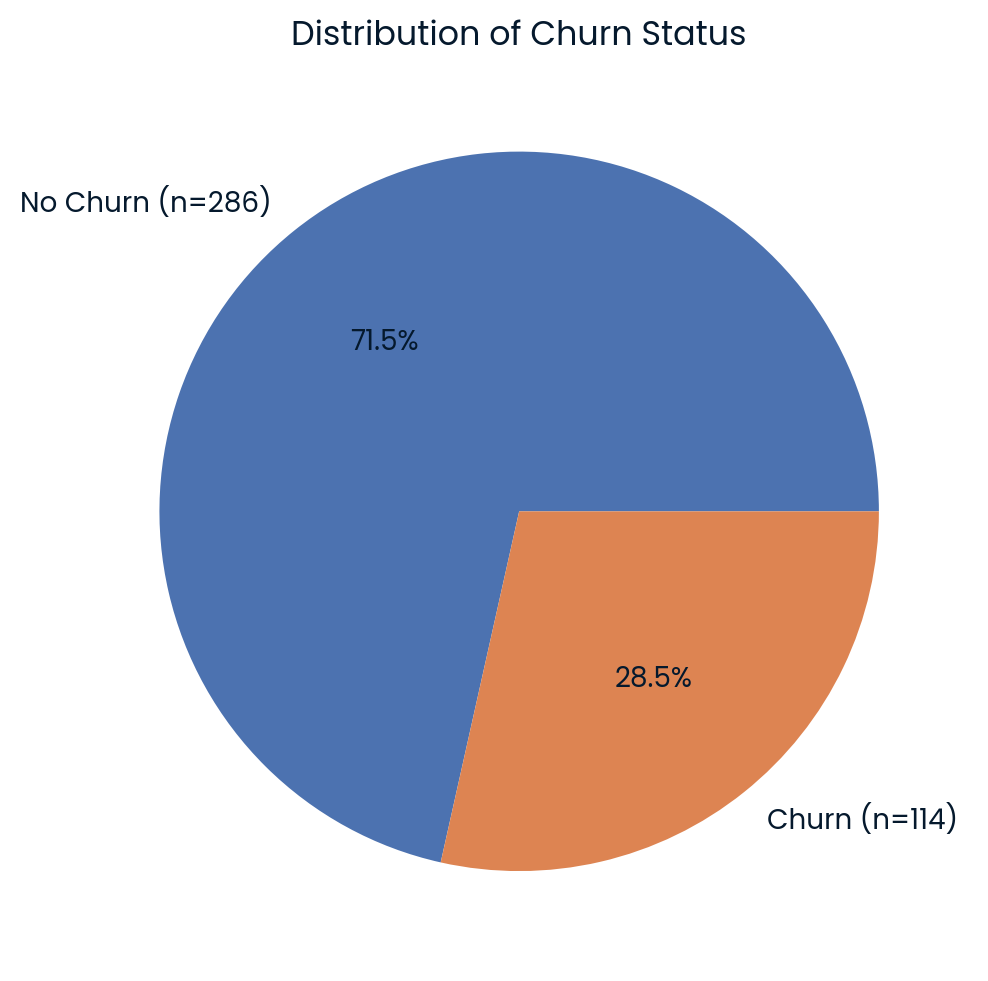 Distribution of Churn Status
No Churn (n=286)
71.5%
28.5%
Churn (n=114)